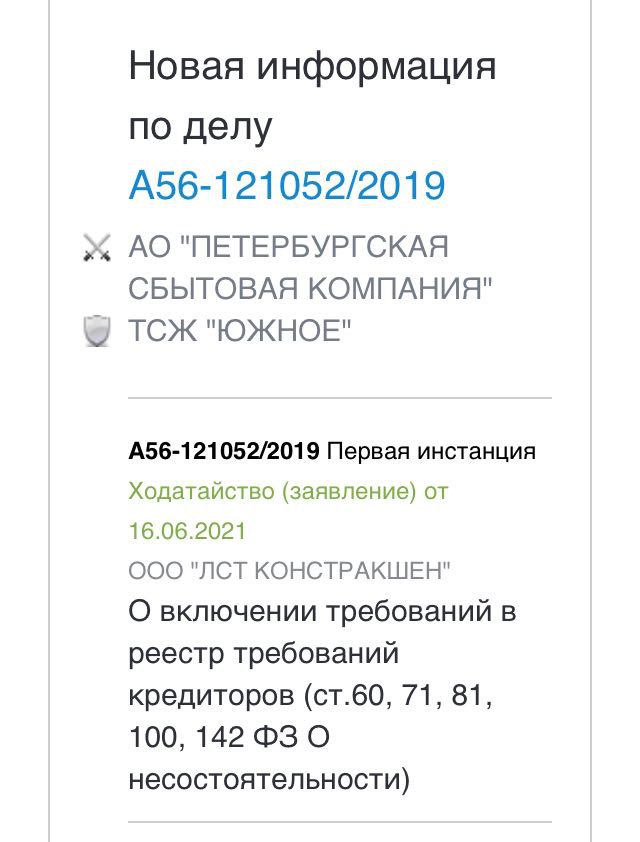 Новая информация
по делу
А56-121052/2019
АО "ПЕТЕРБУРГСКАЯ
СБЫТОВАЯ КОМПАНИЯ"
ТСЖ "ЮЖНОЕ"
А56-121052/2019 Первая инстанция
Ходатайство (заявление) от
16.06.2021
ООО "ЛСТ КОНСТРАКШЕН"
О включении требований в
реестр требований
кредиторов (ст.60, 71, 81,
100, 142 ФЗ О
несостоятельности)